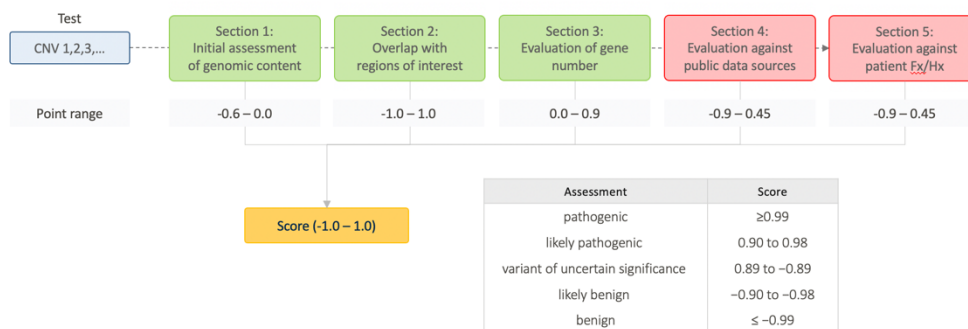 Test
CNV 1,2,3,...
Section 1:
Initial assessment
of genomic content
Section 2:
Overlap with
regions of interest
Section 3:
Evaluation of gene
number
Section 4:
Evaluation against
public data sources
Section 5:
Evaluation against
patient Fx/Hx
Point range
-0.6 – 0.0
-1.0 – 1.0
0.0 – 0.9
-0.9 – 0.45
-0.9 – 0.45
Score (-1.0 – 1.0)
Assessment Score
pathogenic ≥0.99
likely pathogenic 0.90 to 0.98
variant of uncertain significance 0.89 to −0.89
likely benign −0.90 to −0.98
benign ≤ −0.99